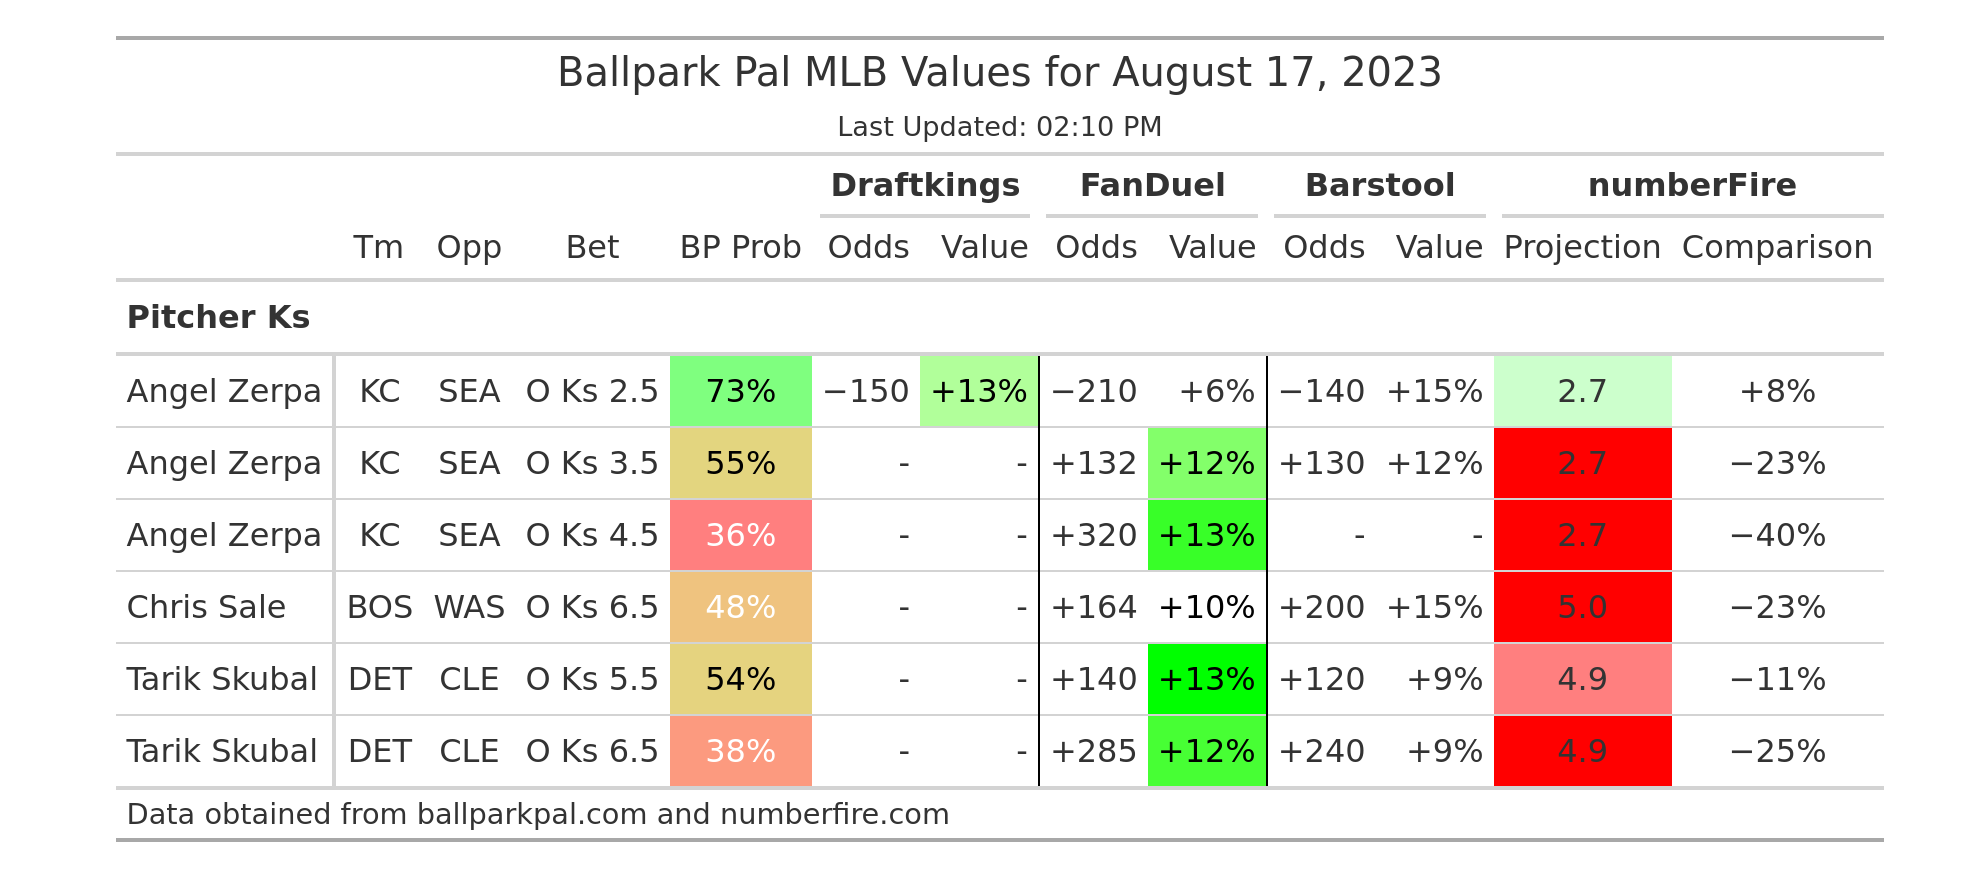 Ballpark Pal MLB Values for August 17, 2023
Last Updated: 02:10 PM
Draftkings FanDuel Barstool numberFire
Tm Opp Bet BP Prob Odds Value Odds Value Odds Value Projection Comparison
Pitcher Ks
Angel Zerpa KC SEA O Ks 2.5 73% −150 +13% −210 +6% −140 +15% 2.7 +8%
Angel Zerpa KC SEA O Ks 3.5 55% - - +132 +12% +130 +12% 2.7 −23%
Angel Zerpa KC SEA O Ks 4.5 36% - - +320 +13% - - 2.7 −40%
Chris Sale BOS WAS O Ks 6.5 48% - - +164 +10% +200 +15% 5.0 −23%
Tarik Skubal DET CLE O Ks 5.5 54% - - +140 +13% +120 +9% 4.9 −11%
Tarik Skubal DET CLE O Ks 6.5 38% - - +285 +12% +240 +9% 4.9 −25%
Data obtained from ballparkpal.com and numberfire.com